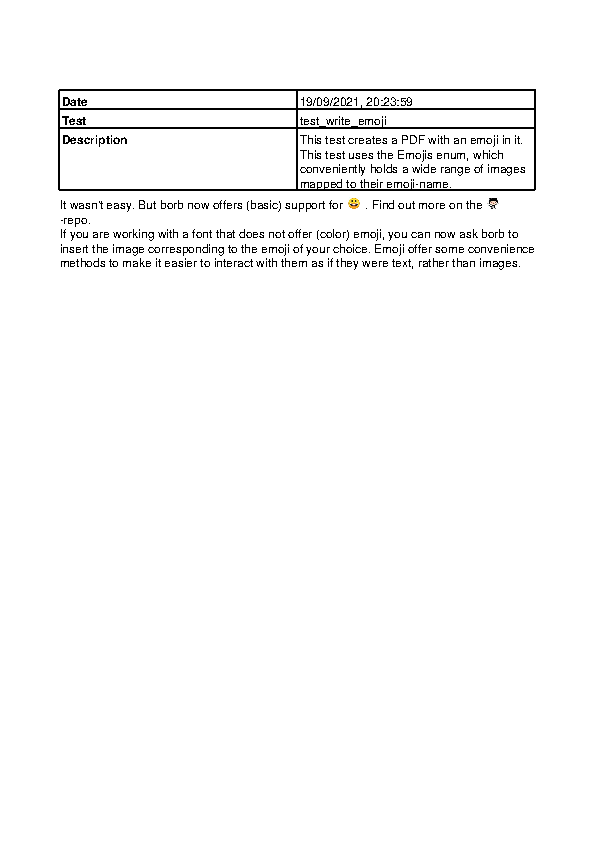 Date 19/09/2021, 20:23:59
Test test_write_emoji
Description This test creates a PDF with an emoji in it.
This test uses the Emojis enum, which
conveniently holds a wide range of images
mapped to their emoji-name.
It wasn't easy. But borb now offers (basic) support for 😀 . Find out more on the
-repo.
If you are working with a font that does not offer (color) emoji, you can now ask borb to
insert the image corresponding to the emoji of your choice. Emoji offer some convenience
methods to make it easier to interact with them as if they were text, rather than images.